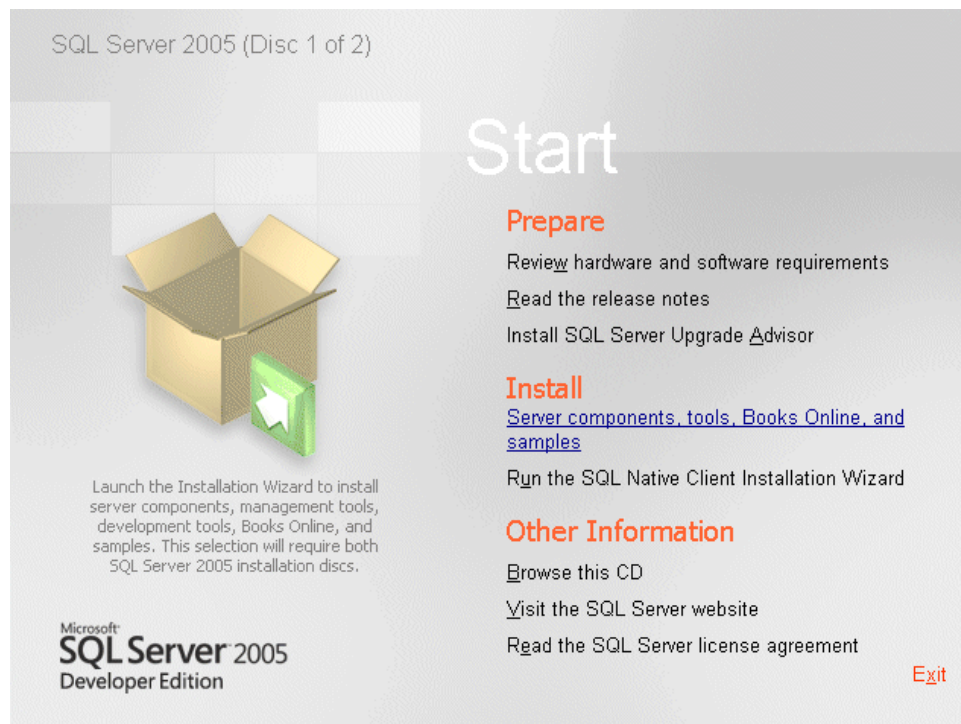 SQL Server 2005 (Disc 1 of 2)
Start
Prepare
Review hardware and software requirements
Read the release notes
Install SQL Server Upgrade Advisor
Install
Server components, tools, Books Online, and
samples
Run the SQL Native Client Installation Wizard
Other Information
Browse this CD
Visit the SQL Server website
Read the SQL Server license agreement
Exit
Launch the Installation Wizard to install
server components, management tools,
development tools, Books Online, and
samples. This selection will require both
SQL Server 2005 installation discs.
Microsoft
SQL Server 2005
Developer Edition